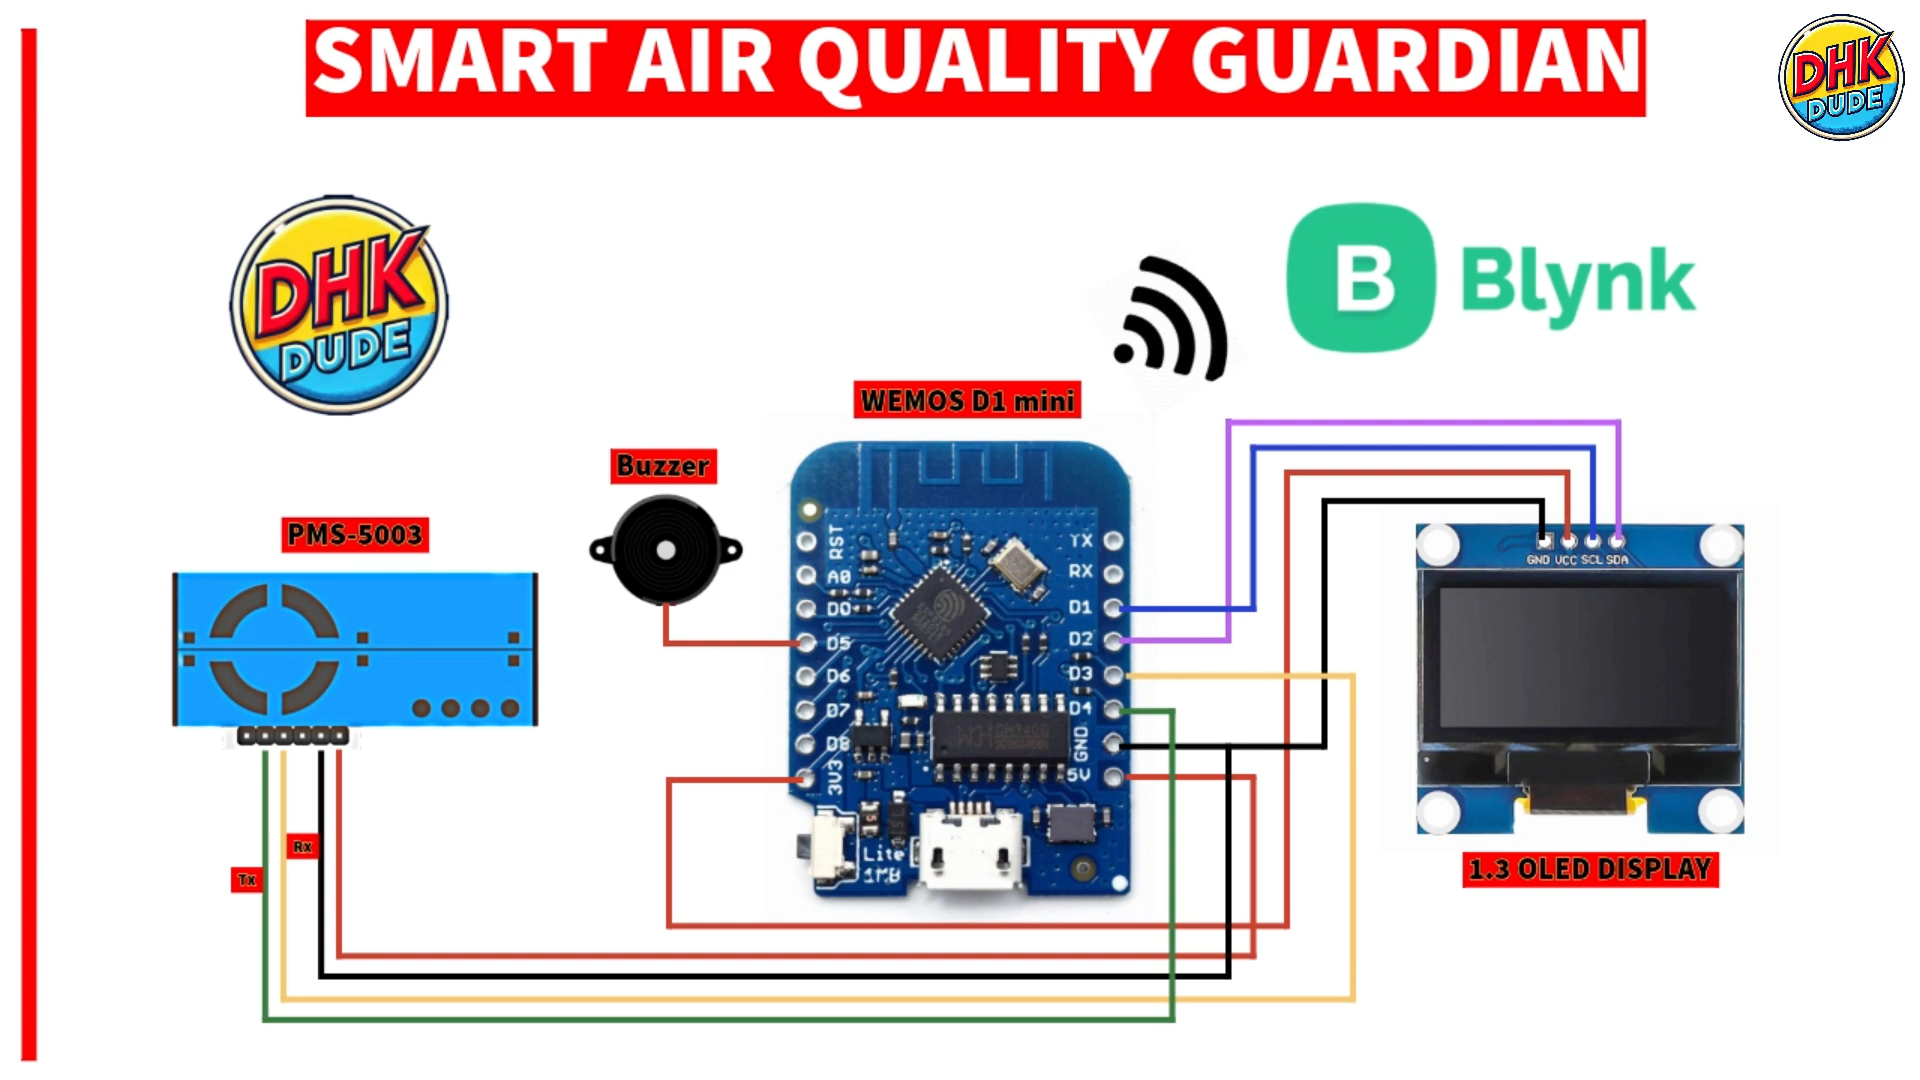 SMART AIR QUALITY GUARDIAN
DHK
DUDE
DHK
DUDE
B Blynk
WEMOS D1 mini
Buzzer
PMS-5003
RST
A0
D0
D5
D6
D7
D8
3V3
TX
RX
D1
D2
D3
D4
GND
5V
Lite
1MB
GND VCC SCL SDA
Rx
Tx
1.3 OLED DISPLAY